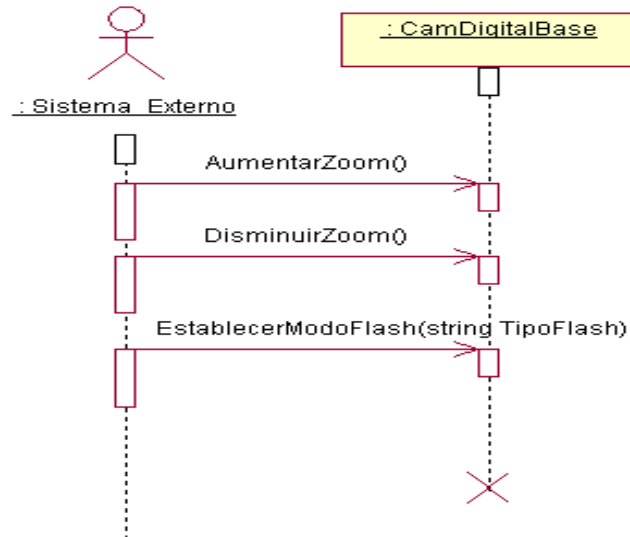 : CamDigitalBase
: Sistema_Externo
AumentarZoom()
DisminuirZoom()
EstablecerModoFlash(string TipoFlash)